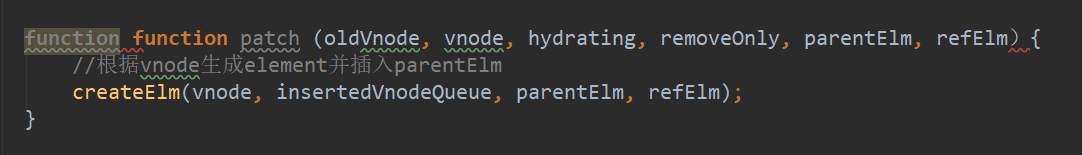 function function patch (oldVnode, vnode, hydrating, removeOnly, parentElm, refElm）{
//根据vnode生成element并插入parentElm
createElm(vnode, insertedVnodeQueue, parentElm, refElm);
}